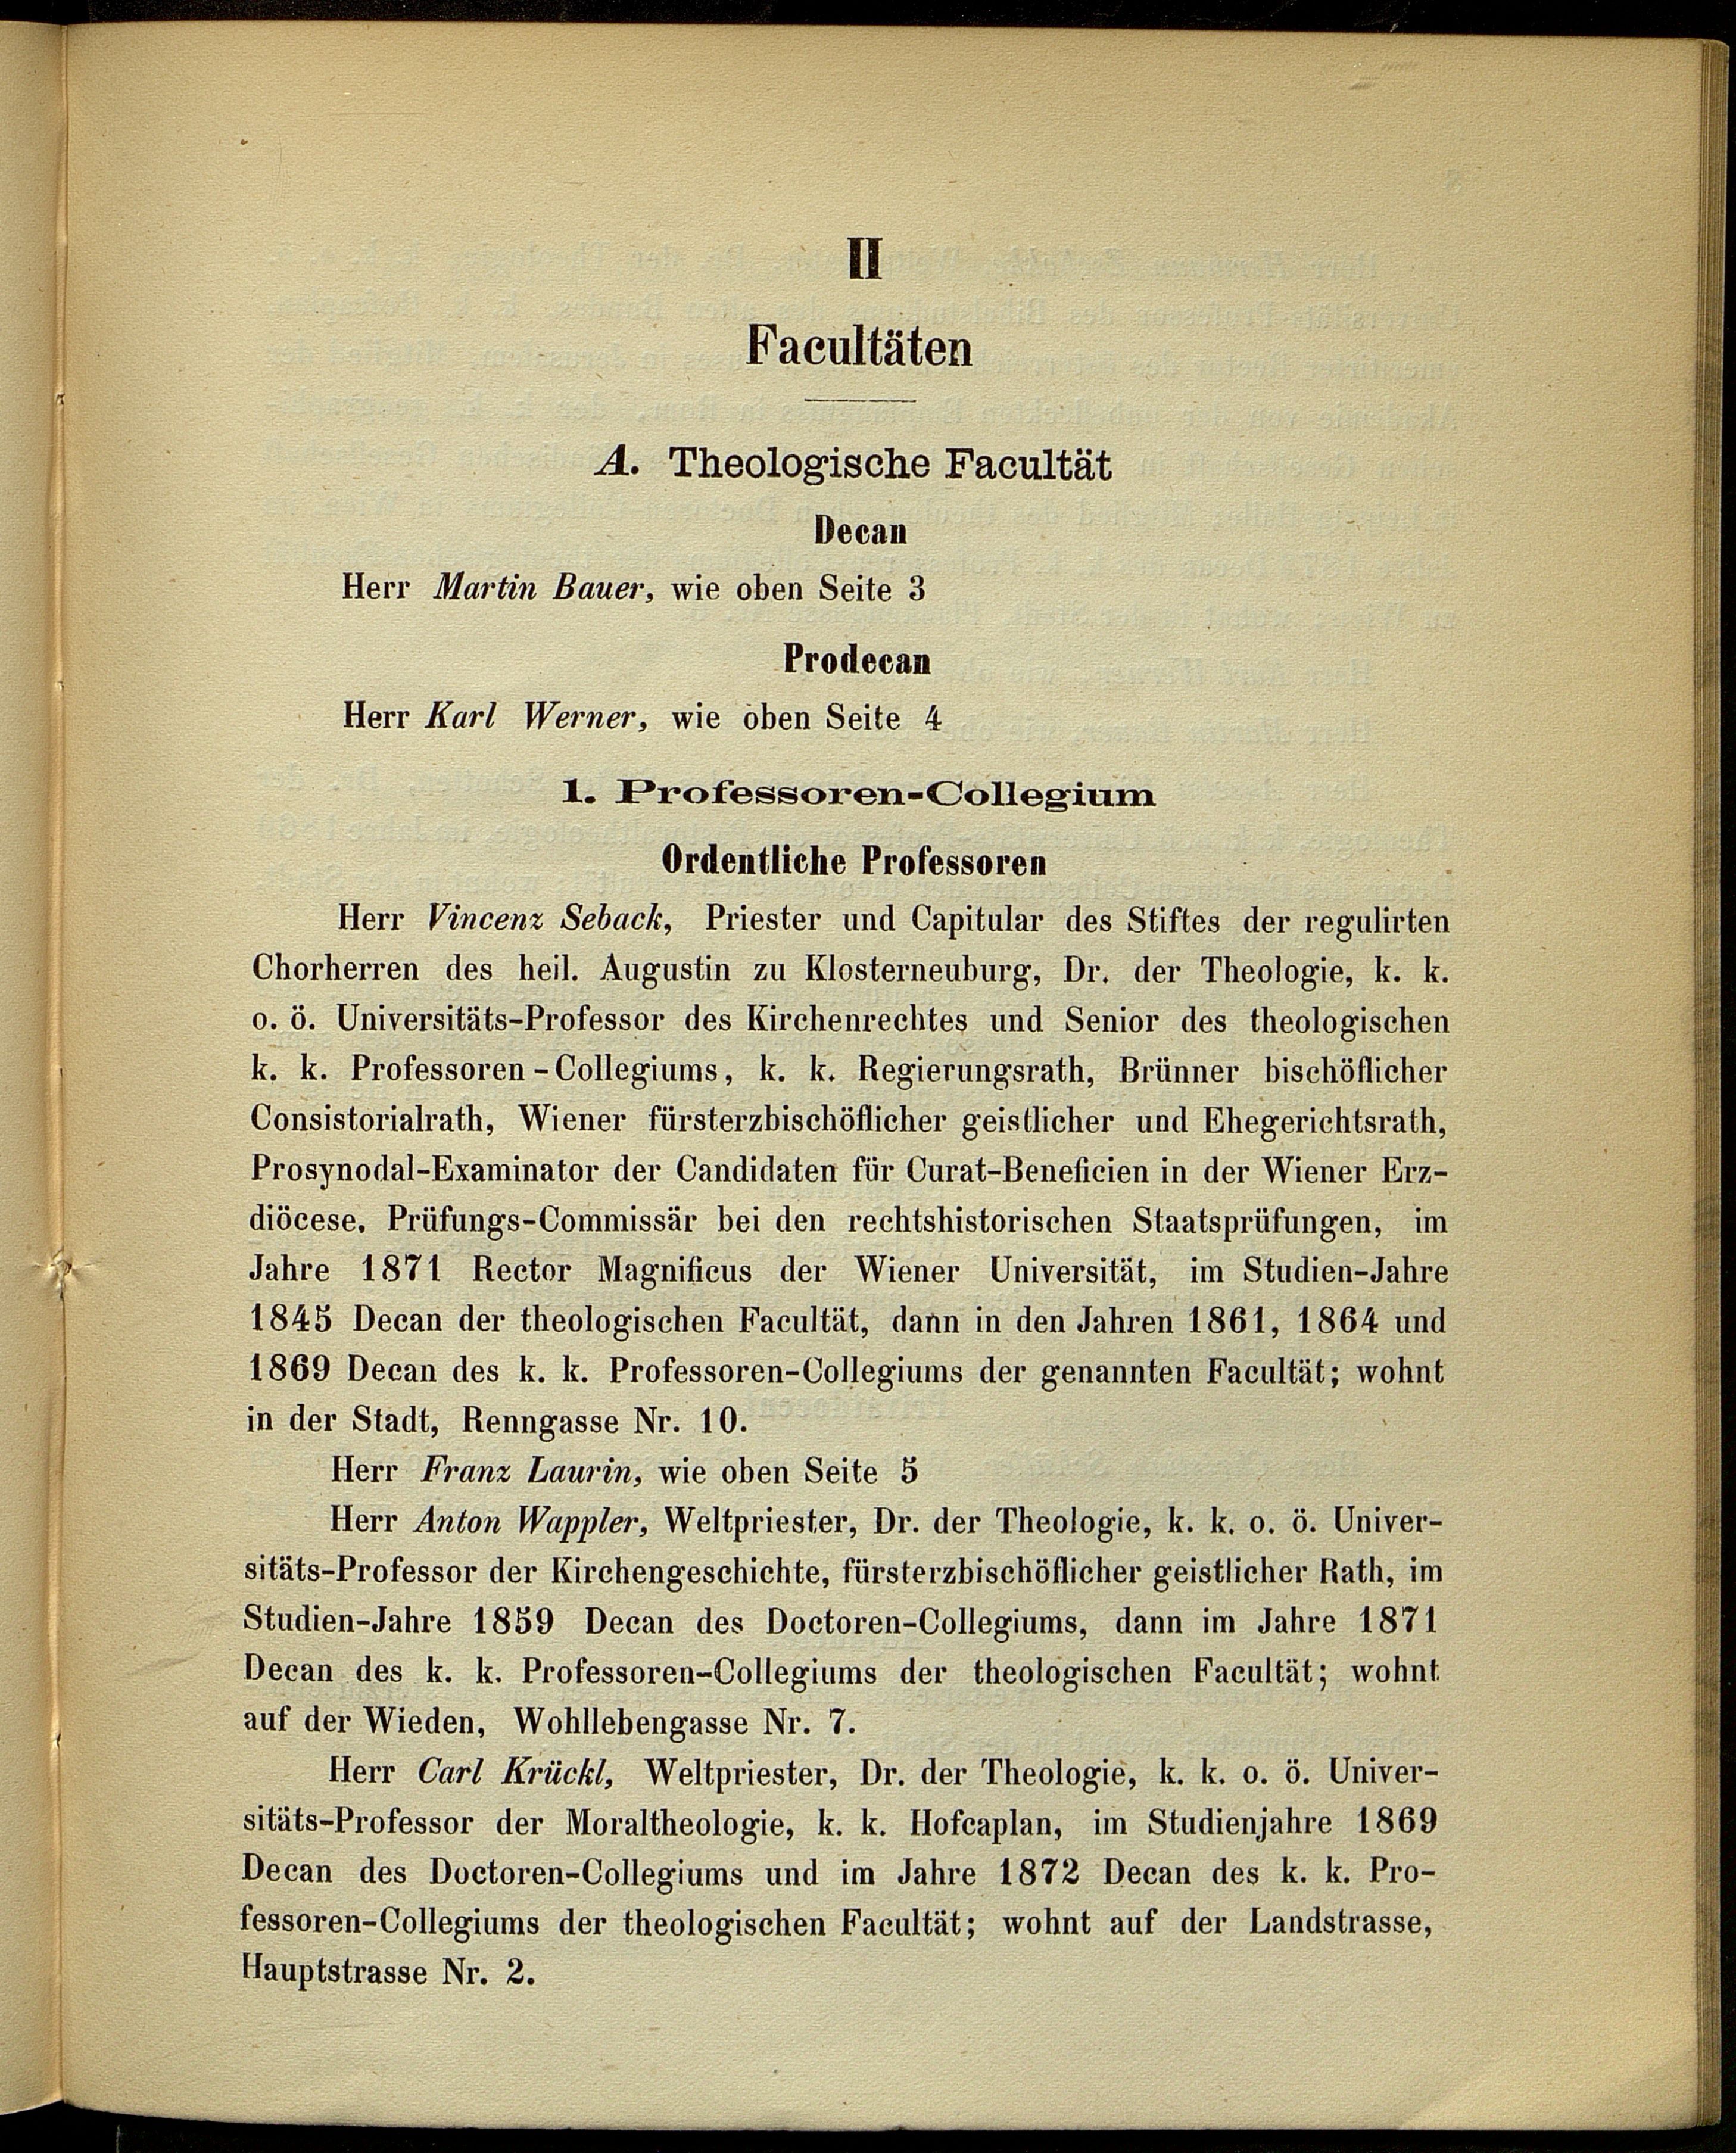 II
Facultäten
A. Theologische Facultät
Decan
Herr Martin Bauer, wie oben Seite 3
Prodecan
Herr Karl Werner, wie oben Seite 4
1. Professoren-Collegium
Ordentliche Professoren
Herr Vincenz Seback, Priester und Capitular des Stiftes der regulirten
Chorherren des heil. Augustin zu Klosterneuburg, Dr. der Theologie, k. k.
o. ö. Universitäts-Professor des Kirchenrechtes und Senior des theologischen
k. k. Professoren-Collegiums, k. k. Regierungsrath, Brünner bischöflicher
Consistorialrath, Wiener fürsterzbischöflicher geistlicher und Ehegerichtsrath,
Prosynodal-Examinator der Candidaten für Curat-Beneficien in der Wiener Erz-
diöcese, Prüfungs-Commissär bei den rechtshistorischen Staatsprüfungen, im
Jahre 1871 Rector Magnificus der Wiener Universität, im Studien-Jahre
1845 Decan der theologischen Facultät, dann in den Jahren 1861, 1864 und
1869 Decan des k. k. Professoren-Collegiums der genannten Facultät; wohnt
in der Stadt, Renngasse Nr. 10.
Herr Franz Laurin, wie oben Seite 5
Herr Anton Wappler, Weltpriester, Dr. der Theologie, k. k. o. ö. Univer-
sitäts-Professor der Kirchengeschichte, fürsterzbischöflicher geistlicher Rath, im
Studien-Jahre 1859 Decan des Doctoren-Collegiums, dann im Jahre 1871
Decan des k. k. Professoren-Collegiums der theologischen Facultät; wohnt
auf der Wieden, Wohllebengasse Nr. 7.
Herr Carl Krückl, Weltpriester, Dr. der Theologie, k. k. o. ö. Univer-
sitäts-Professor der Moraltheologie, k. k. Hofcaplan, im Studienjahre 1869
Decan des Doctoren-Collegiums und im Jahre 1872 Decan des k. k. Pro-
fessoren-Collegiums der theologischen Facultät; wohnt auf der Landstrasse,
Hauptstrasse Nr. 2.